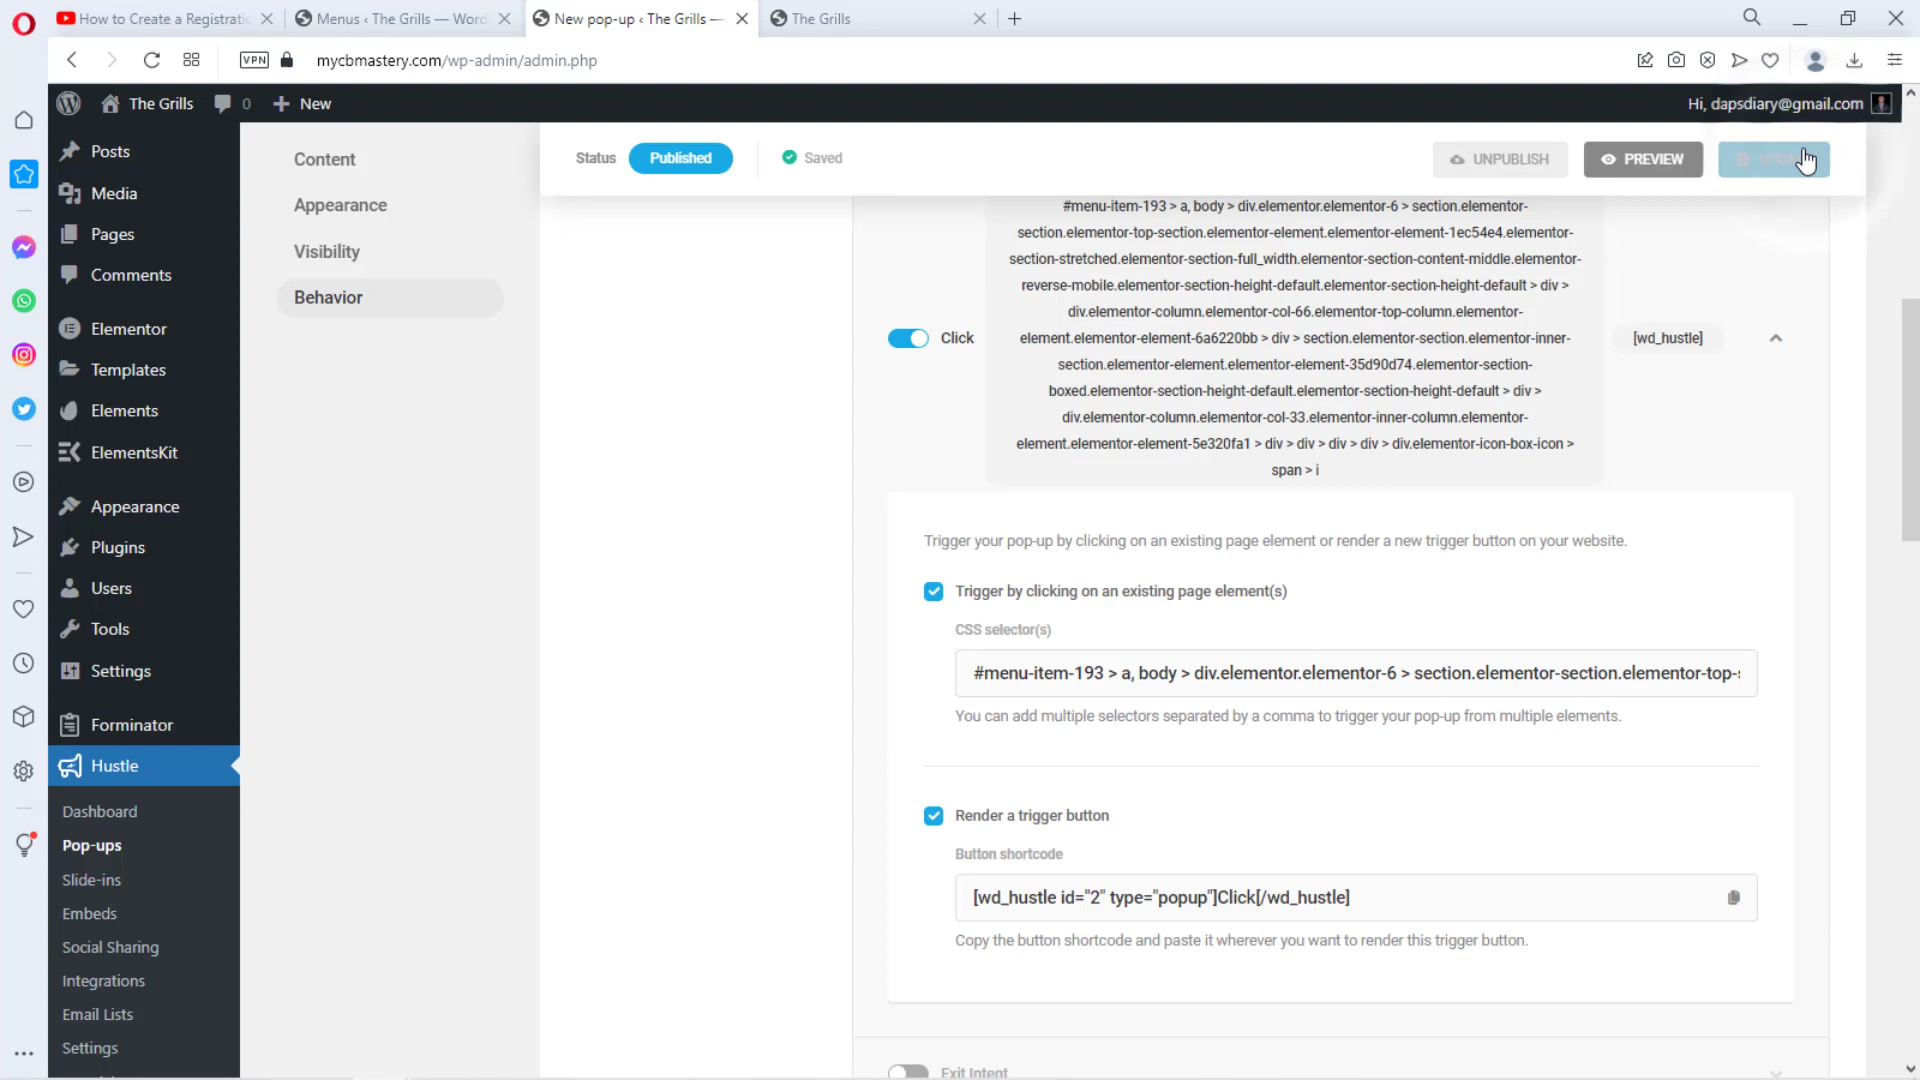 How to Create a Registratio
Menus ‹ The Grills — Word
New pop-up ‹ The Grills —
The Grills
VPN
mycbmastery.com/wp-admin/admin.php
The Grills
0
New
Hi, dapsdiary@gmail.com
Posts
Media
Pages
Comments
Elementor
Templates
Elements
ElementsKit
Appearance
Plugins
Users
Tools
Settings
Forminator
Hustle
Dashboard
Pop-ups
Slide-ins
Embeds
Social Sharing
Integrations
Email Lists
Settings
Content
Appearance
Visibility
Behavior
Status
Published
Saved
UNPUBLISH
PREVIEW
#menu-item-193 > a, body > div.elementor.elementor-6 > section.elementor-
section.elementor-top-section.elementor-element.elementor-element-1ec54e4.elementor-
section-stretched.elementor-section-full_width.elementor-section-content-middle.elementor-
reverse-mobile.elementor-section-height-default.elementor-section-height-default > div >
div.elementor-column.elementor-col-66.elementor-top-column.elementor-
element.elementor-element-6a6220bb > div > section.elementor-section.elementor-inner-
section.elementor-element.elementor-element-35d90d74.elementor-section-
boxed.elementor-section-height-default.elementor-section-height-default > div >
div.elementor-column.elementor-col-33.elementor-inner-column.elementor-
element.elementor-element-5e320fa1 > div > div > div > div > div.elementor-icon-box-icon >
span > i
Click
[wd_hustle]
Trigger your pop-up by clicking on an existing page element or render a new trigger button on your website.
Trigger by clicking on an existing page element(s)
CSS selector(s)
#menu-item-193 > a, body > div.elementor.elementor-6 > section.elementor-section.elementor-top-s
You can add multiple selectors separated by a comma to trigger your pop-up from multiple elements.
Render a trigger button
Button shortcode
[wd_hustle id="2" type="popup"]Click[/wd_hustle]
Copy the button shortcode and paste it wherever you want to render this trigger button.
Exit Intent